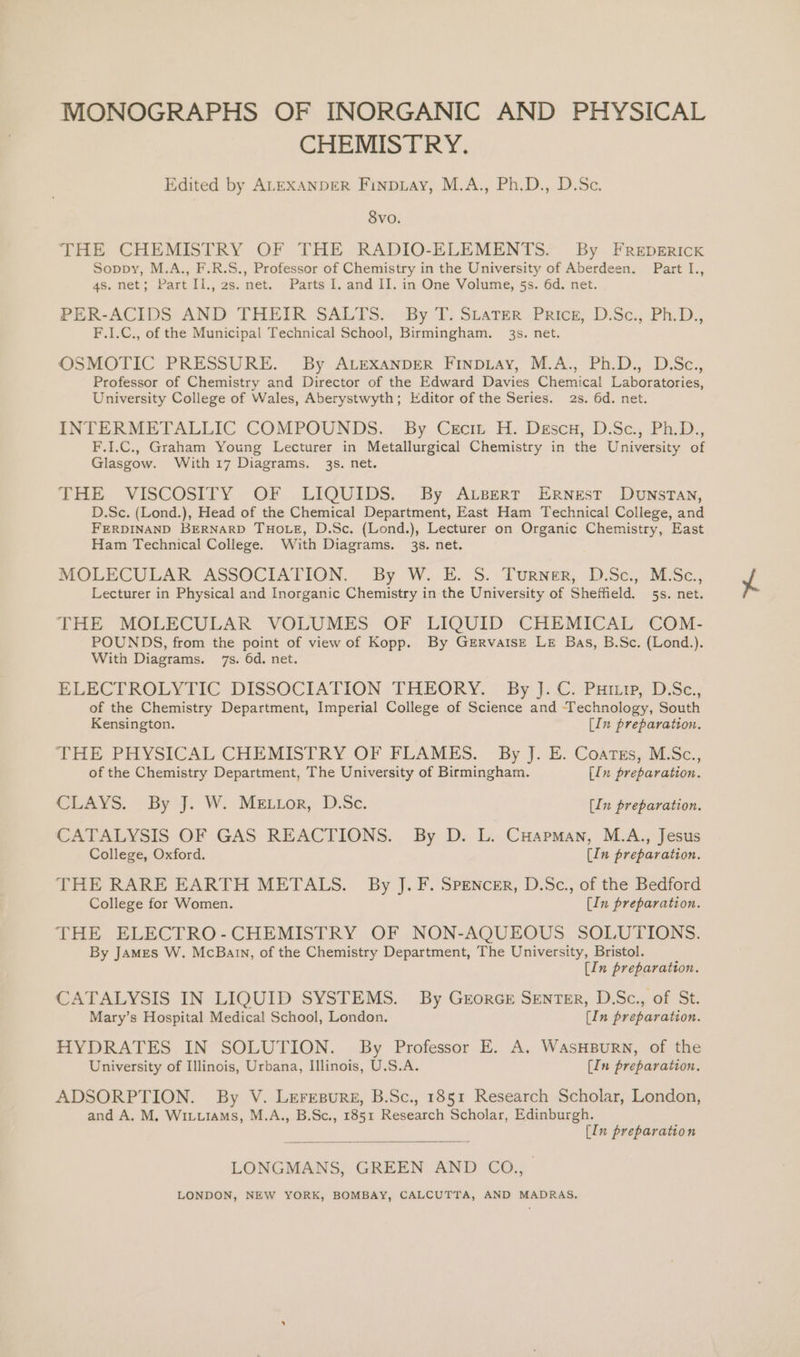 MONOGRAPHS OF INORGANIC AND PHYSICAL
CHEMISTRY.
Edited by ALEXANDER FINDLAY, M.A., Ph.D., D.Sc.
8vo.
THE CHEMISTRY OF THE RADIO-ELEMENTS. By FREDERICK
SODDY, M.A., F.R.S., Professor of Chemistry in the University of Aberdeen. Part I.,
4s. net; Part II., 2s. net. Parts I. and II. in One Volume, 5s. 6d. net.
PER-ACIDS AND THEIR SALTS. By T. SLATER PRICE, D.Sc., Ph.D.,
F.I.C., of the Municipal Technical School, Birmingham. 3s. net.
OSMOTIC PRESSURE. By ALEXANDER FINDLAY, M.A., Ph.D., D.Sc.,
Professor of Chemistry and Director of the Edward Davies Chemical Laboratories,
University College of Wales, Aberystwyth; Editor of the Series. 2s. 6d. net.
INTERMETALLIC COMPOUNDS. By CECIL H. DESCH, D.Sc., Ph.D.,
F.I.C., Graham Young Lecturer in Metallurgical Chemistry in the University of
Glasgow. With 17 Diagrams. 3s. net.
THE VISCOSITY OF LIQUIDS. By ALBERT ERNEST DUNSTAN,
D.Sc. (Lond.), Head of the Chemical Department, East Ham Technical College, and
FERDINAND BERNARD THOLE, D.Sc. (Lond.), Lecturer on Organic Chemistry, East
Ham Technical College. With Diagrams. 3s. net.
MOLECULAR ASSOCIATION. By W. E. S. TURNER, D.Sc., M.Sc.,
Lecturer in Physical and Inorganic Chemistry in the University of Sheffield. 5s. net.
THE MOLECULAR VOLUMES OF LIQUID CHEMICAL COM-
POUNDS, from the point of view of Kopp. By GERVAISE LE BAS, B.Sc. (Lond.).
With Diagrams. 7s. 6d. net.
ELECTROLYTIC DISSOCIATION THEORY. By J. C. PHILIP, D.Sc.,
of the Chemistry Department, Imperial College of Science and Technology, South
Kensington. [In preparation.
THE PHYSICAL CHEMISTRY OF FLAMES. By J. E. COATES, M.Sc.,
of the Chemistry Department, The University of Birmingham. [In preparation.
CLAYS. By J. W. MELLOR, D.Sc. [In preparation.
CATALYSIS OF GAS REACTIONS. By D. L. CHAPMAN, M.A., Jesus
College, Oxford. [In preparation.
THE RARE EARTH METALS. By J. F. SPENCER, D.Sc., of the Bedford
College for Women. [In preparation.
THE ELECTRO-CHEMISTRY OF NON-AQUEOUS SOLUTIONS.
By JAMES W. MCBAIN, of the Chemistry Department, The University, Bristol.
[In preparation.
CATALYSIS IN LIQUID SYSTEMS. By GEORGE SENTER, D.Sc., of St.
Mary's Hospital Medical School, London. [In preparation.
HYDRATES IN SOLUTION. By Professor E. A. WASHBURN, of the
University of Illinois, Urbana, Illinois, U.S.A. [In preparation.
ADSORPTION. By V. LEFEBURE, B.Sc., 1851 Research Scholar, London,
and A. M. WILLIAMS, M.A., B.Sc., 1851 Research Scholar, Edinburgh.
[In preparation
LONGMANS, GREEN AND CO.,
LONDON, NEW YORK, BOMBAY, CALCUTTA, AND MADRAS.